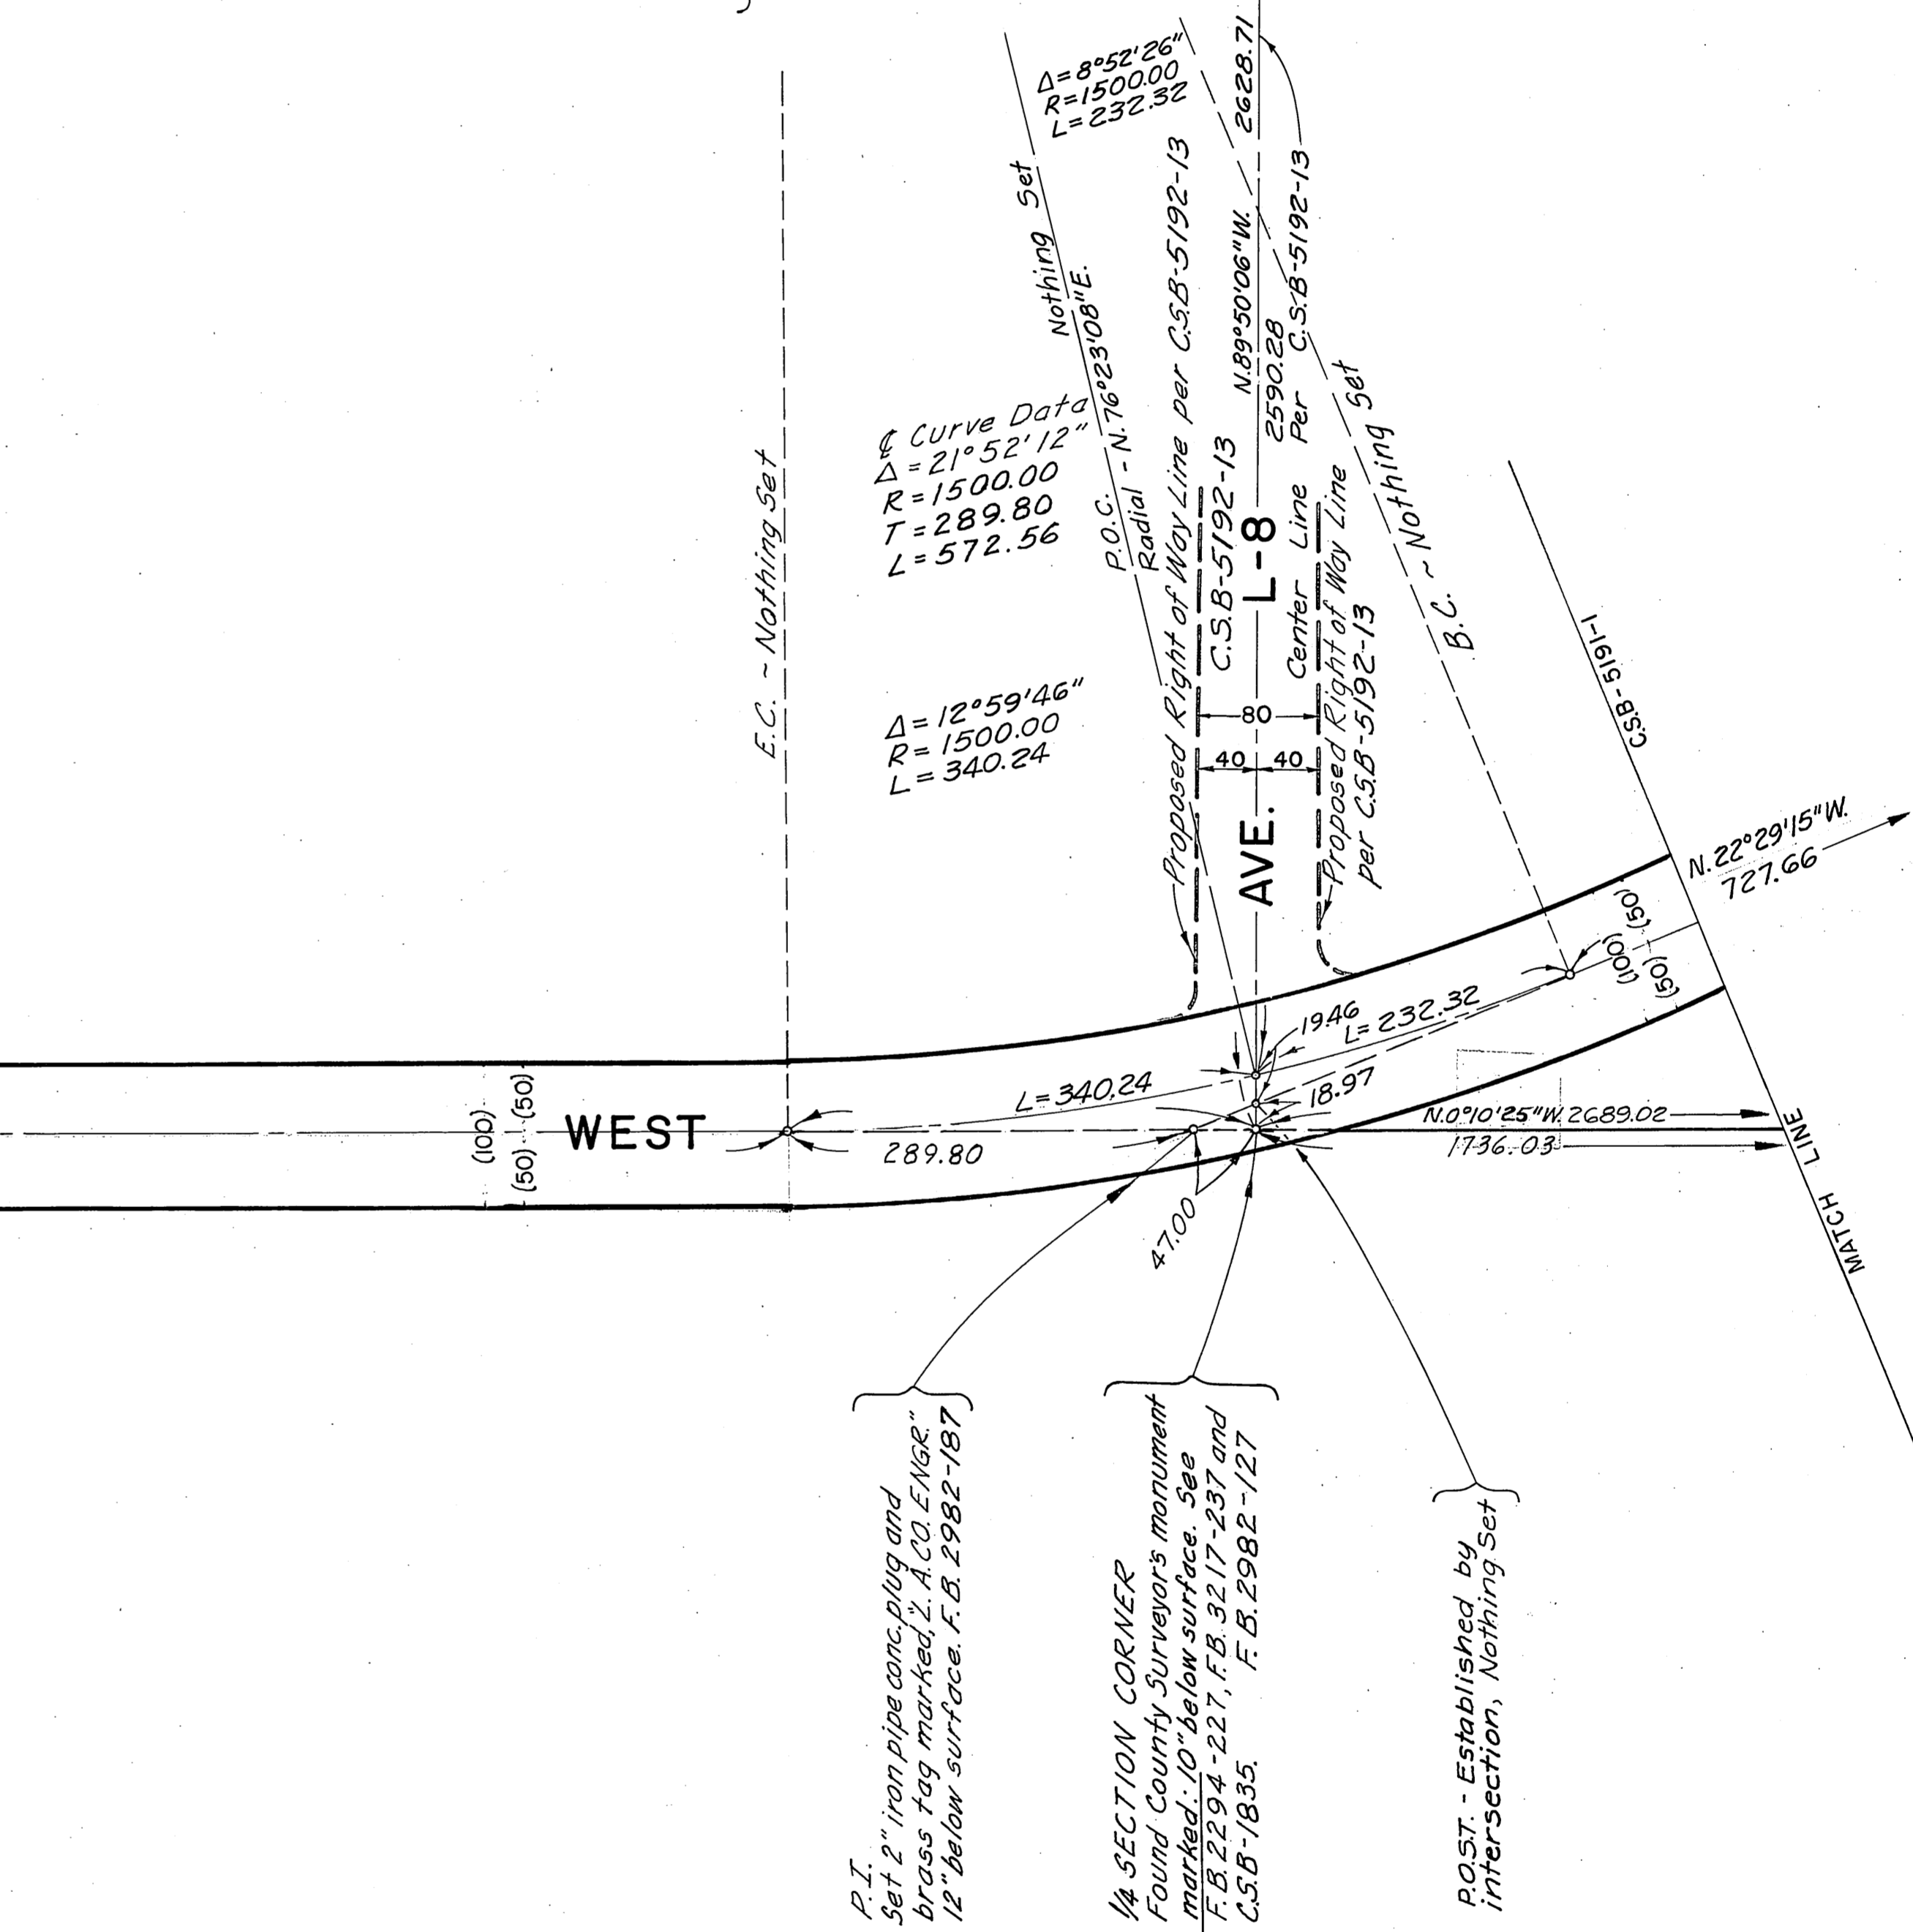 Δ=8°52'26"
R=1500.00
L=232.32
2628.71
N.89°50'06"W.
2590.28
Center Line Per C.S.B-5192-13
C.S.B-5192-13
AVE. L-8
Nothing Set
P.O.C.
Radial - N.76°23'08"E.
Proposed Right of Way Line per C.S.B-5192-13
Proposed Right of Way Line
per C.S.B-5192-13
B.C. ~ Nothing Set
E.C. ~ Nothing Set
℄ Curve Data
Δ=21°52'12"
R=1500.00
T=289.80
L=572.56
Δ=12°59'46"
R=1500.00
L=340.24
80
40 40
C.S.B-5191-1
N.22°29'15"W.
727.66
(50)
(100)
(50)
19.46
L=232.32
18.97
L=340.24
289.80
N.0°10'25"W. 2689.02
1736.03
WEST
(100)
(50) (50)
47.00
MATCH LINE
P.I.
Set 2" iron pipe conc. plug and
brass tag marked, "L.A.CO. ENGR."
12" below surface. F.B. 2982-187
1/4 SECTION CORNER
Found County Surveyor's monument
marked: 10" below surface. See
F.B.2294-227, F.B.3217-237 and
C.S.B-1835. F.B.2982-127
P.O.S.T. - Established by
intersection, Nothing Set